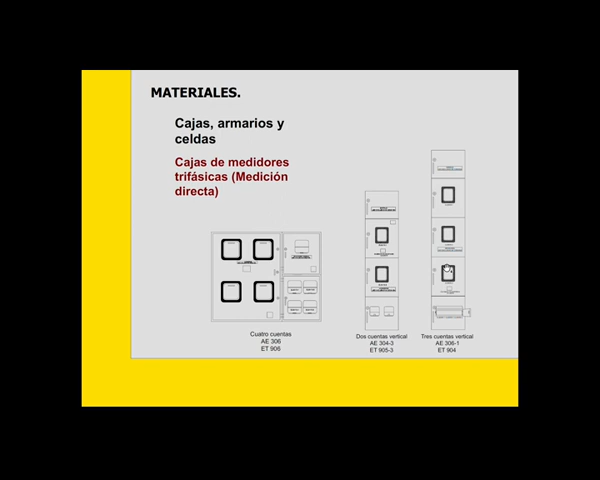 MATERIALES.
Cajas, armarios y
celdas
Cajas de medidores
trifásicas (Medición
directa)
Cuatro cuentas
AE 306
ET 906
Dos cuentas vertical
AE 304-3
ET 905-3
Tres cuentas vertical
AE 306-1
ET 904